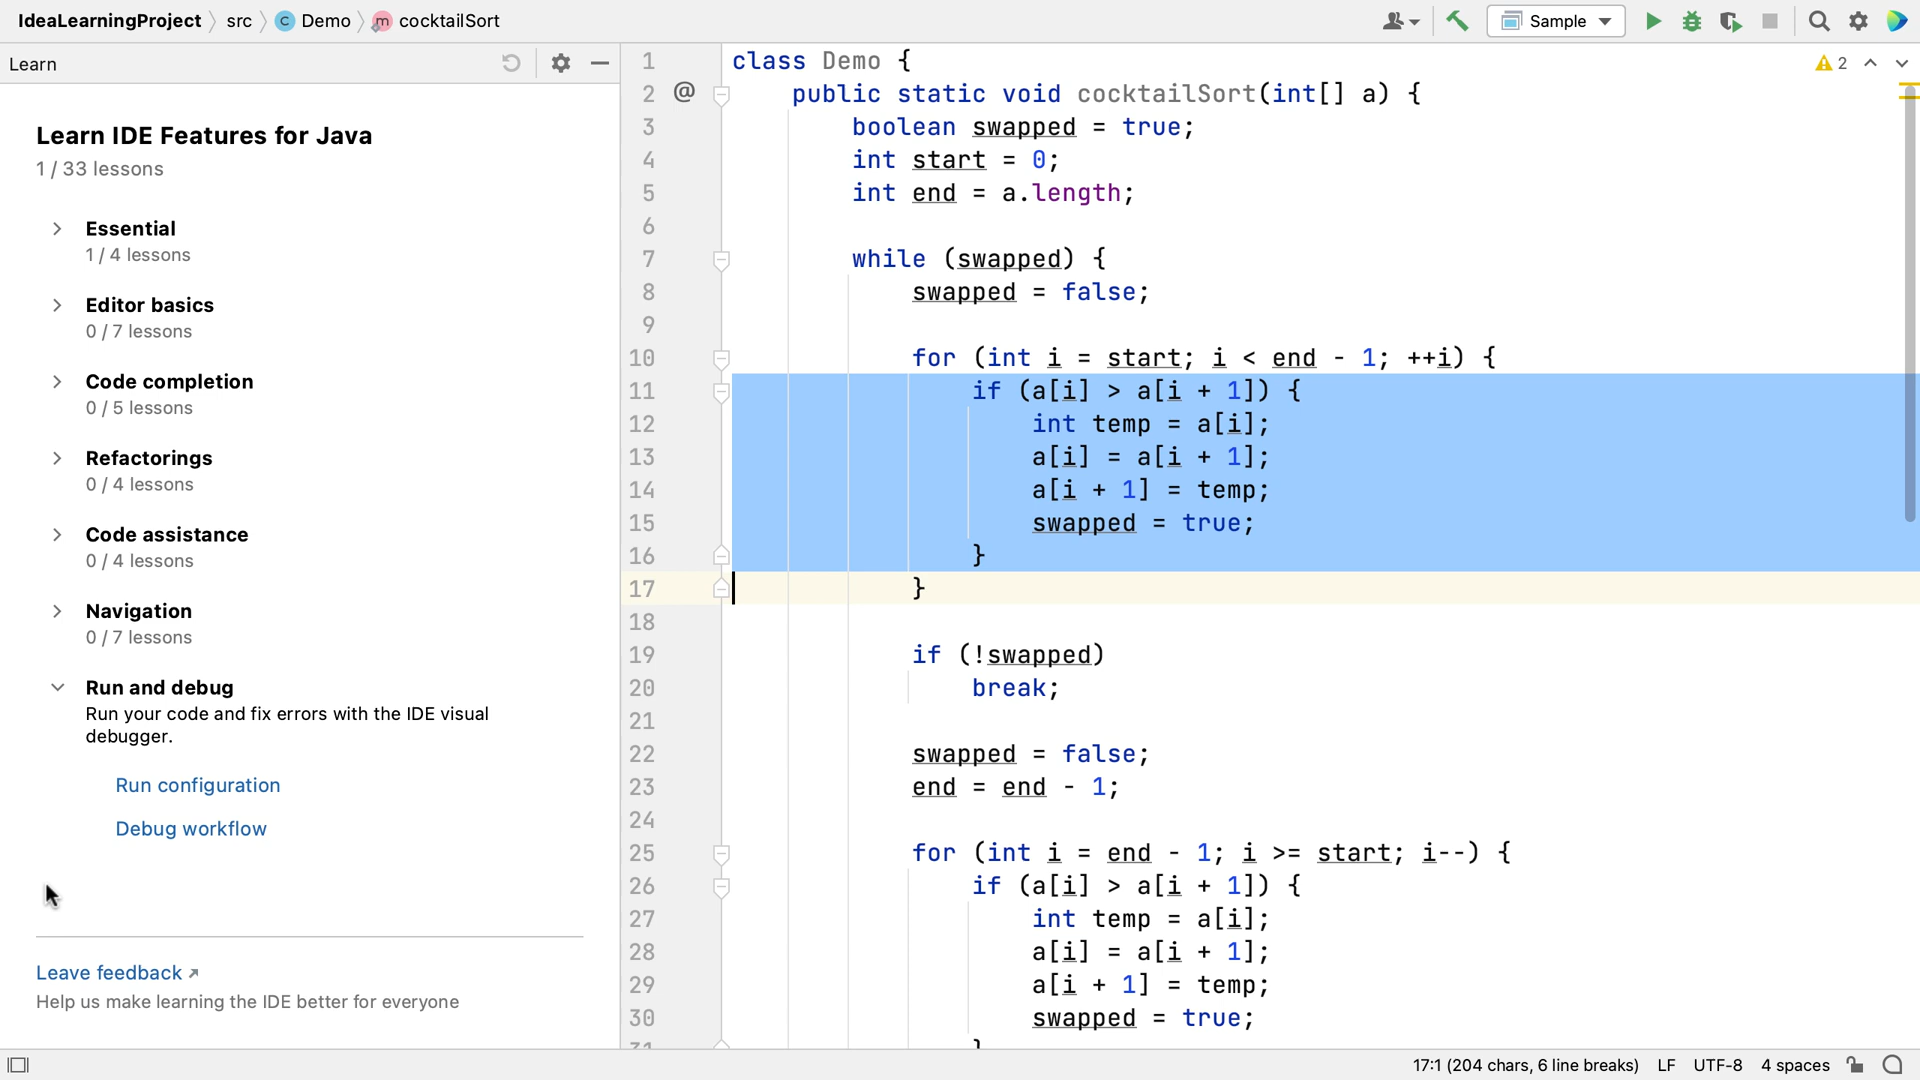 IdeaLearningProject src C Demo m cocktailSort
Sample
Learn
2
Learn IDE Features for Java
1 / 33 lessons
Essential
1 / 4 lessons
Editor basics
0 / 7 lessons
Code completion
0 / 5 lessons
Refactorings
0 / 4 lessons
Code assistance
0 / 4 lessons
Navigation
0 / 7 lessons
Run and debug
Run your code and fix errors with the IDE visual
debugger.
Run configuration
Debug workflow
Leave feedback ↗
Help us make learning the IDE better for everyone
1 class Demo {
2 @ public static void cocktailSort(int[] a) {
3 boolean swapped = true;
4 int start = 0;
5 int end = a.length;
6
7 while (swapped) {
8 swapped = false;
9
10 for (int i = start; i < end - 1; ++i) {
11 if (a[i] > a[i + 1]) {
12 int temp = a[i];
13 a[i] = a[i + 1];
14 a[i + 1] = temp;
15 swapped = true;
16 }
17 }
18
19 if (!swapped)
20 break;
21
22 swapped = false;
23 end = end - 1;
24
25 for (int i = end - 1; i >= start; i--) {
26 if (a[i] > a[i + 1]) {
27 int temp = a[i];
28 a[i] = a[i + 1];
29 a[i + 1] = temp;
30 swapped = true;
31 }
17:1 (204 chars, 6 line breaks) LF UTF-8 4 spaces